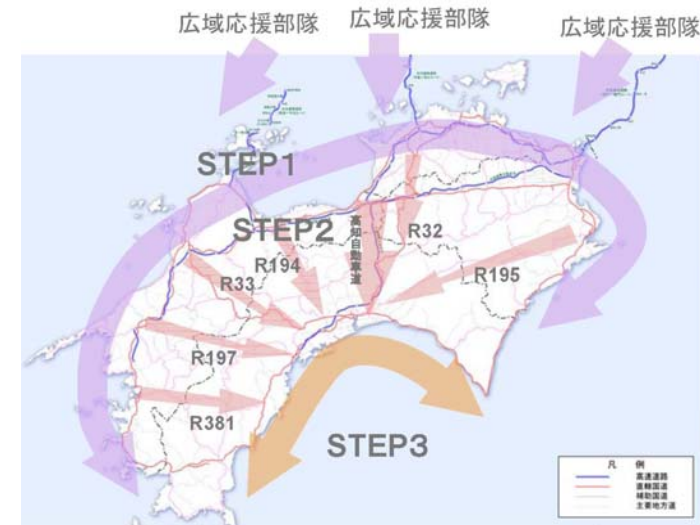 広域応援部隊
広域応援部隊
広域応援部隊
STEP1
STEP2
高知自動車道
R32
R194
R33
R195
R197
R381
STEP3
凡 例
高速道路
直轄国道
補助国道
主要地方道